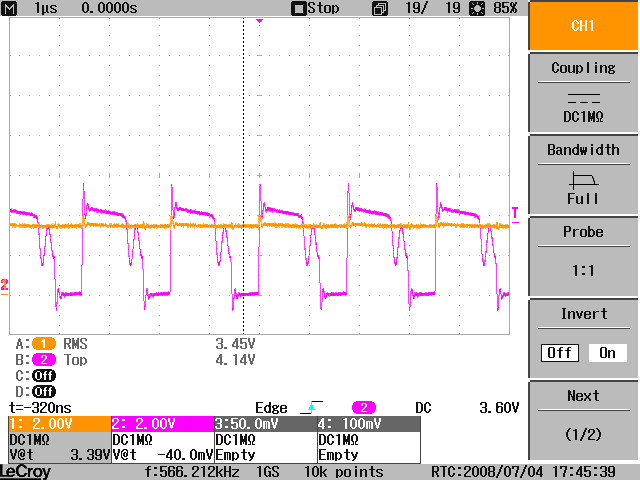 M 1µs 0.0000s Stop 19/ 19 85%
CH1
Coupling
DC1MΩ
Bandwidth
Full
Probe
1:1
Invert
Off On
Next
(1/2)
T
2
A: 1 RMS 3.45V
B: 2 Top 4.14V
C: Off
D: Off
t=-320ns Edge 2 DC 3.60V
1: 2.00V 2: 2.00V 3:50.0mV 4: 100mV
DC1MΩ DC1MΩ DC1MΩ DC1MΩ
V@t 3.39V V@t -40.0mV Empty Empty
LeCroy f:566.212kHz 1GS 10k points RTC:2008/07/04 17:45:39